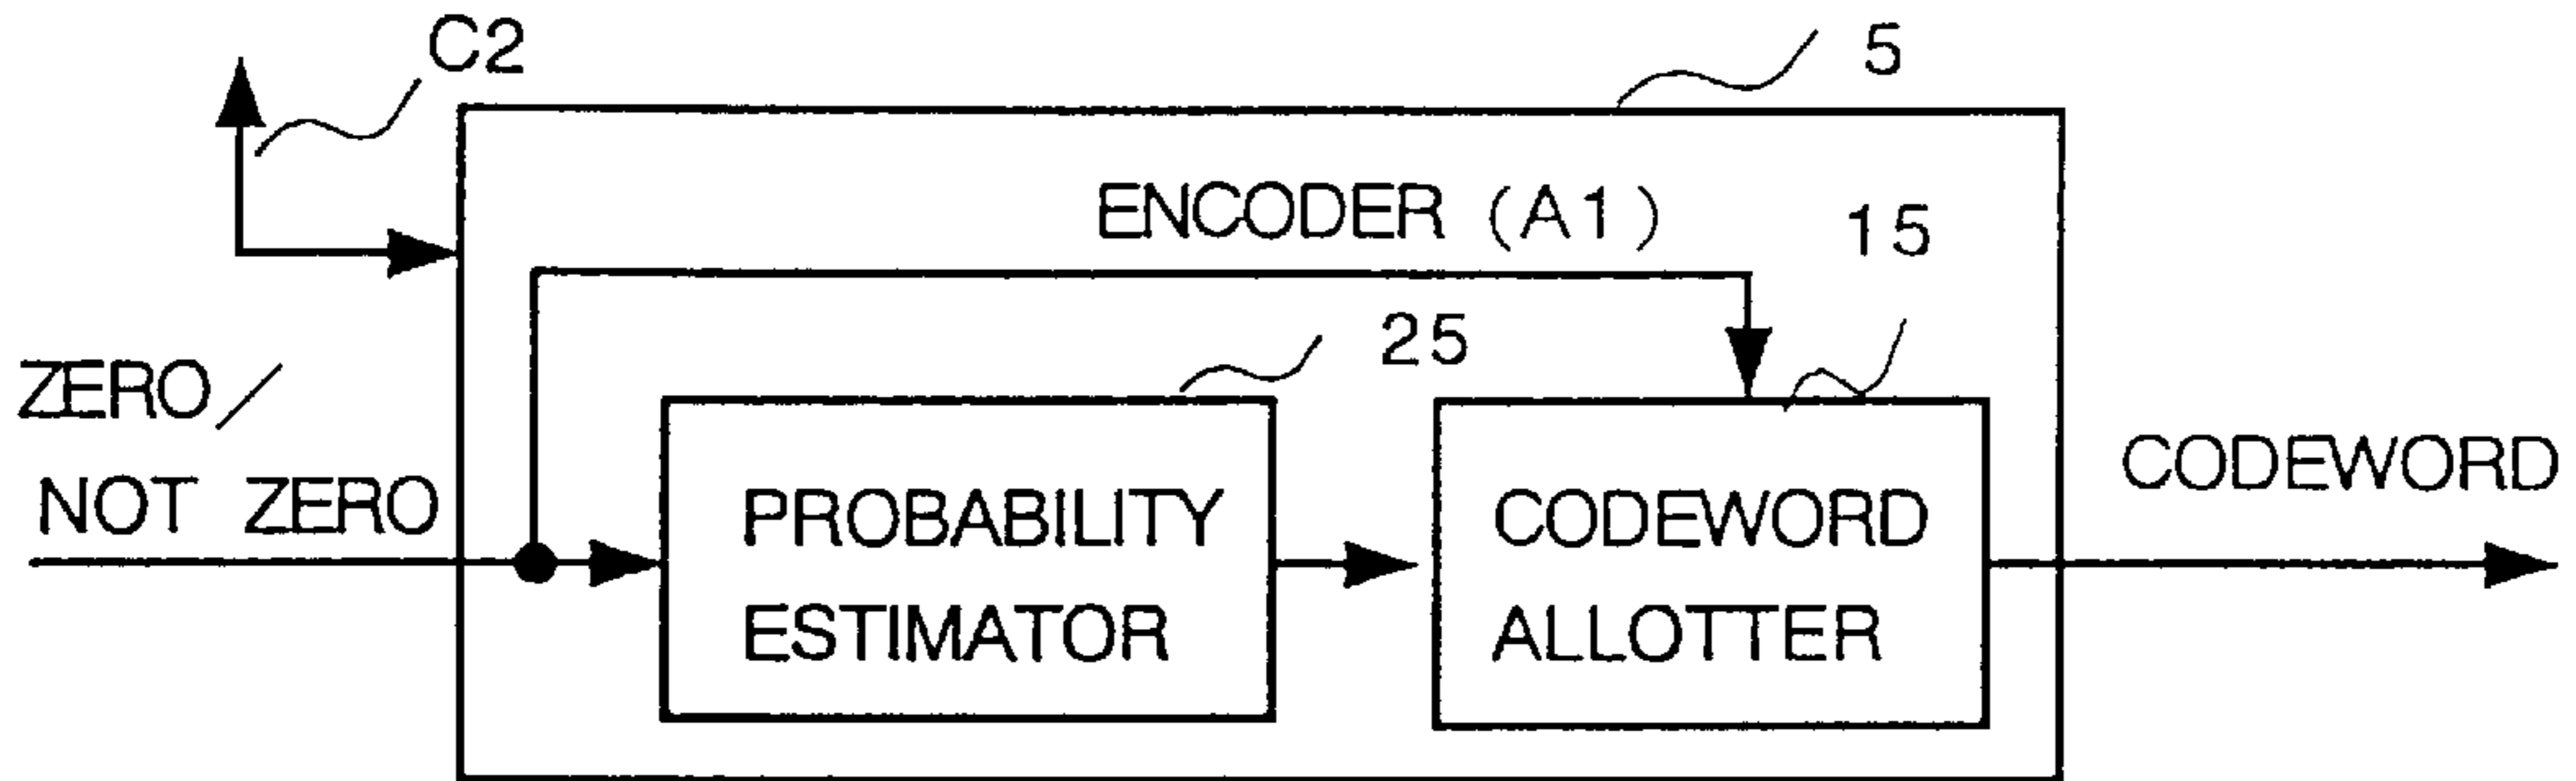 C2
5
ENCODER (A1)
15
25
ZERO/
NOT ZERO
PROBABILITY
ESTIMATOR
CODEWORD
ALLOTTER
CODEWORD